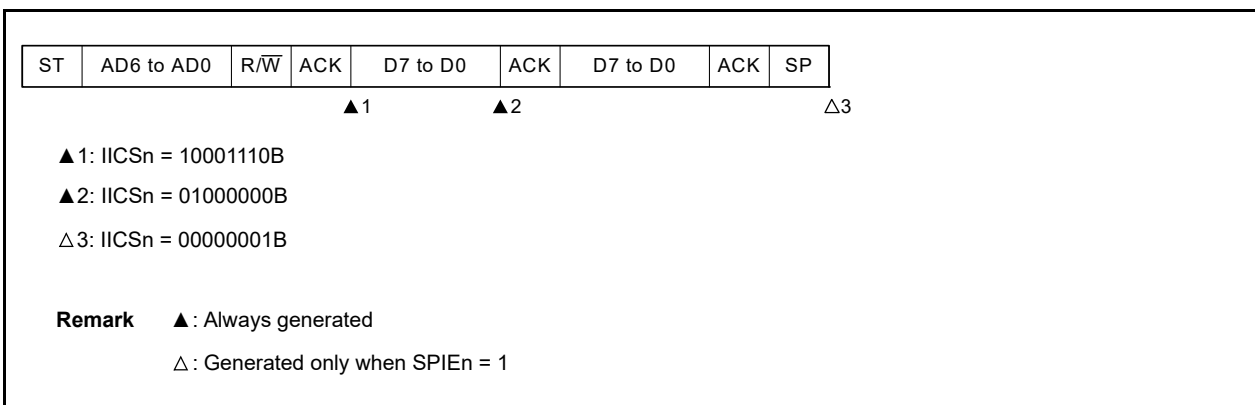 ST AD6 to AD0 R/W̅ ACK D7 to D0 ACK D7 to D0 ACK SP
▲1 ▲2 △3
▲1: IICSn = 10001110B
▲2: IICSn = 01000000B
△3: IICSn = 00000001B
Remark ▲: Always generated
△: Generated only when SPIEn = 1